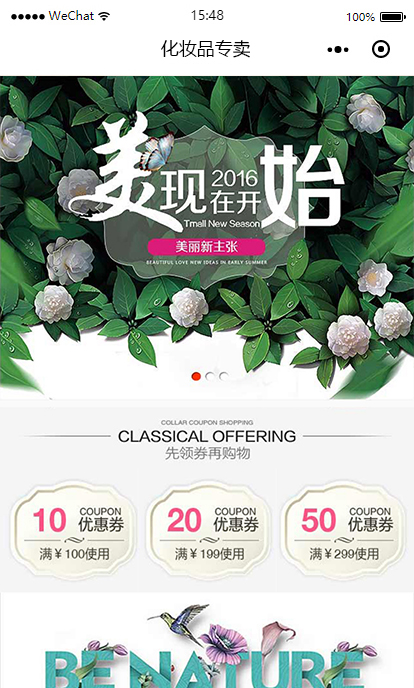 WeChat 15:48 100%
化妆品专卖
美现在开始
2016
Tmall New Season
美丽新主张
BEAUTIFUL LOVE NEW IDEAS IN EARLY SUMMER
COLLAR COUPON SHOPPING
CLASSICAL OFFERING
先领券再购物
10 COUPON 优惠券
满¥100使用
20 COUPON 优惠券
满¥199使用
50 COUPON 优惠券
满¥299使用
BE NATURE